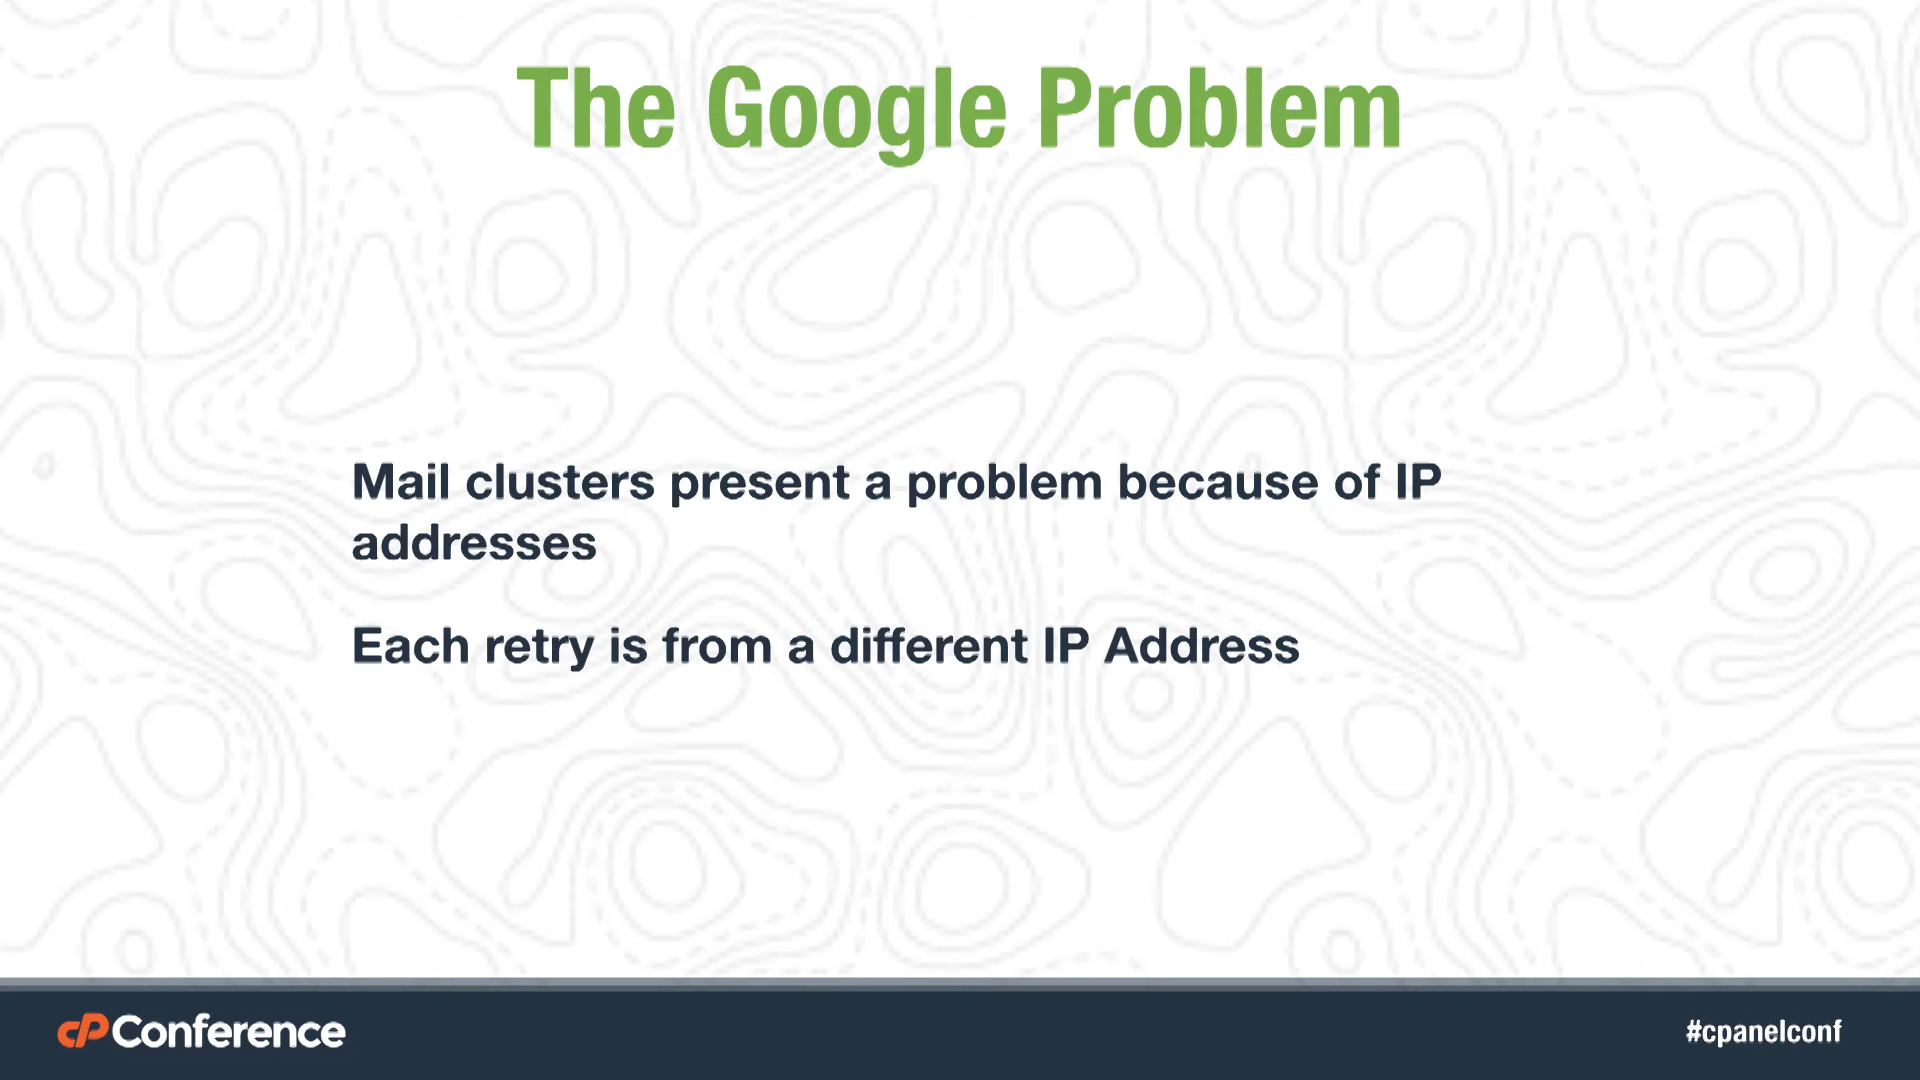 The Google Problem
Mail clusters present a problem because of IP
addresses
Each retry is from a different IP Address
cPConference
#cpanelconf